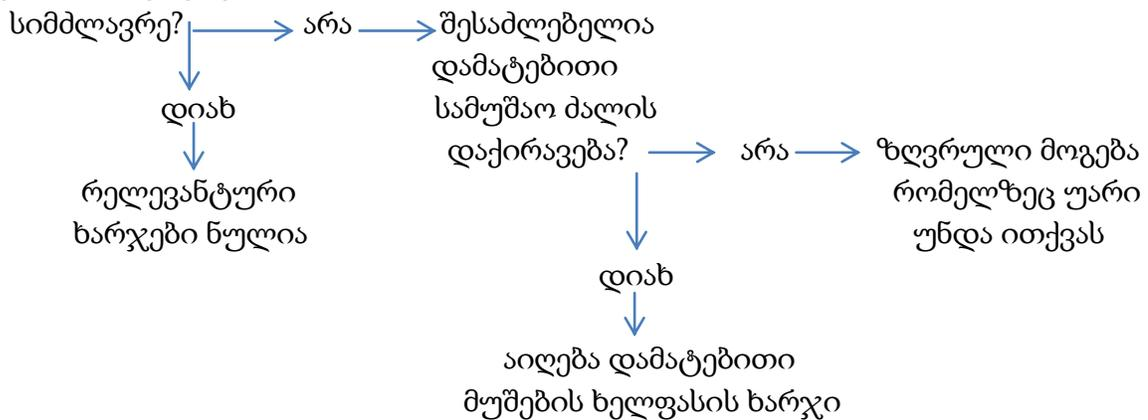 სიმძლავრე? არა შესაძლებელია
დამატებითი
დიახ სამუშაო ძალის
დაქირავება? არა ზღვრული მოგება
რელევანტური რომელზეც უარი
ხარჯები ნულია უნდა ითქვას
დიახ
აიღება დამატებითი
მუშების ხელფასის ხარჯი